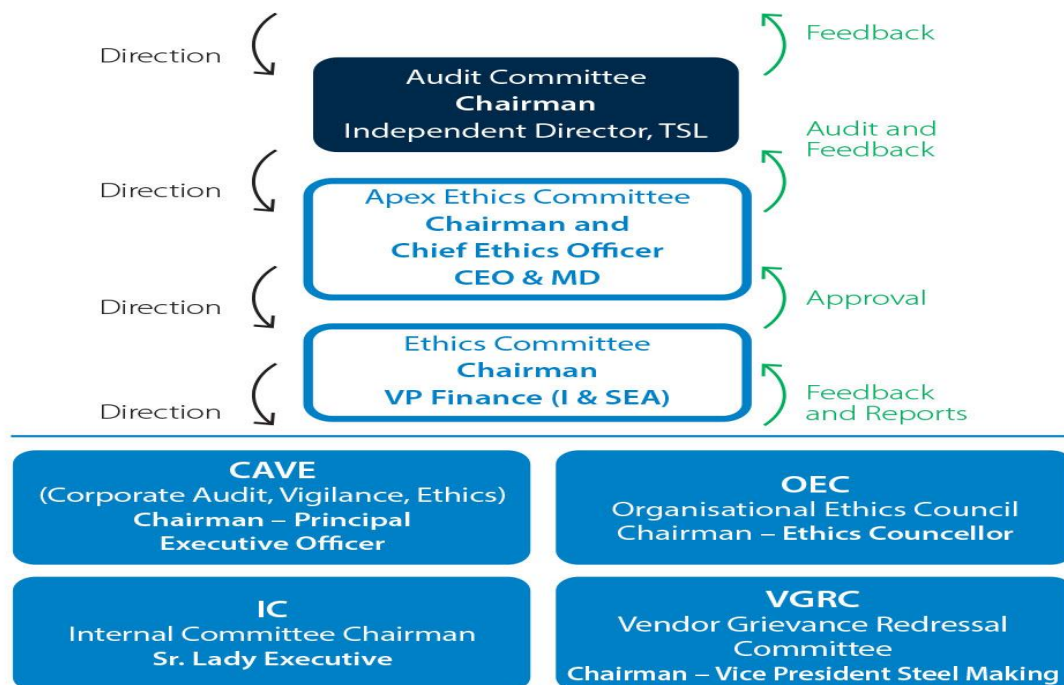 Direction
Feedback
Audit Committee
Chairman
Independent Director, TSL
Direction
Audit and
Feedback
Apex Ethics Committee
Chairman and
Chief Ethics Officer
CEO & MD
Direction
Approval
Ethics Committee
Chairman
VP Finance (I & SEA)
Direction
Feedback
and Reports
CAVE
(Corporate Audit, Vigilance, Ethics)
Chairman – Principal
Executive Officer
OEC
Organisational Ethics Council
Chairman – Ethics Councellor
IC
Internal Committee Chairman
Sr. Lady Executive
VGRC
Vendor Grievance Redressal
Committee
Chairman – Vice President Steel Making